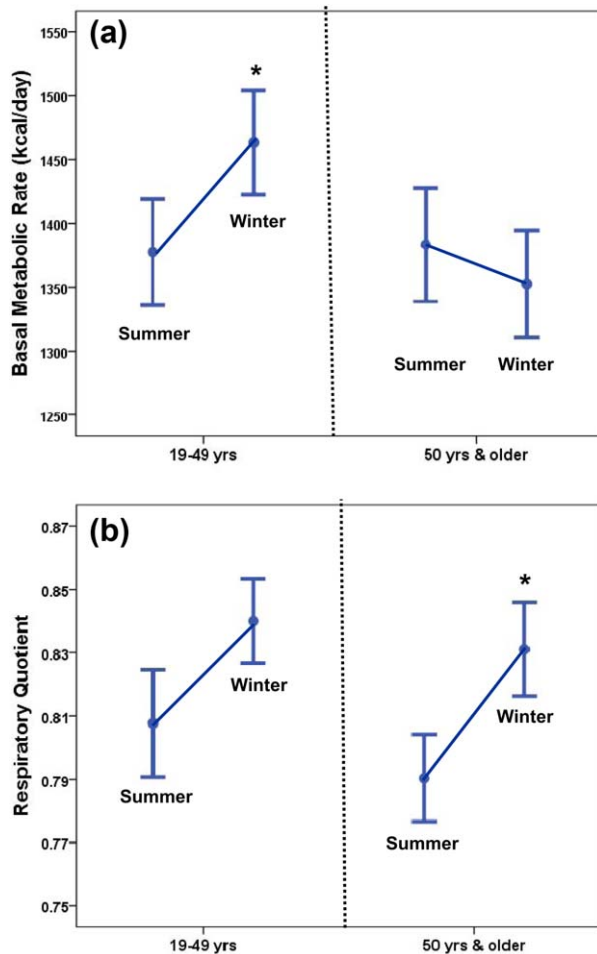 (a)
Basal Metabolic Rate (kcal/day)
1550
1500
1450
1400
1350
1300
1250
*
Winter
Summer
Summer
Winter
19-49 yrs
50 yrs & older
(b)
Respiratory Quotient
0.87
0.85
0.83
0.81
0.79
0.77
0.75
*
Winter
Summer
Winter
Summer
19-49 yrs
50 yrs & older